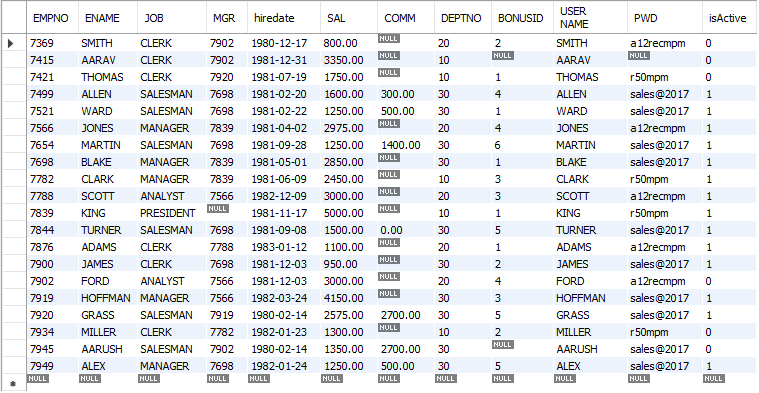 EMPNO ENAME JOB MGR hiredate SAL COMM DEPTNO BONUSID USER NAME PWD isActive
7369 SMITH CLERK 7902 1980-12-17 800.00 NULL 20 2 SMITH a12recmpm 0
7415 AARAV CLERK 7902 1981-12-31 3350.00 NULL 10 NULL AARAV NULL 0
7421 THOMAS CLERK 7920 1981-07-19 1750.00 NULL 10 1 THOMAS r50mpm 0
7499 ALLEN SALESMAN 7698 1981-02-20 1600.00 300.00 30 4 ALLEN sales@2017 1
7521 WARD SALESMAN 7698 1981-02-22 1250.00 500.00 30 1 WARD sales@2017 1
7566 JONES MANAGER 7839 1981-04-02 2975.00 NULL 20 4 JONES a12recmpm 0
7654 MARTIN SALESMAN 7698 1981-09-28 1250.00 1400.00 30 6 MARTIN sales@2017 1
7698 BLAKE MANAGER 7839 1981-05-01 2850.00 NULL 30 1 BLAKE sales@2017 1
7782 CLARK MANAGER 7839 1981-06-09 2450.00 NULL 10 3 CLARK r50mpm 1
7788 SCOTT ANALYST 7566 1982-12-09 3000.00 NULL 20 3 SCOTT a12recmpm 1
7839 KING PRESIDENT NULL 1981-11-17 5000.00 NULL 10 1 KING r50mpm 1
7844 TURNER SALESMAN 7698 1981-09-08 1500.00 0.00 30 5 TURNER sales@2017 1
7876 ADAMS CLERK 7788 1983-01-12 1100.00 NULL 20 1 ADAMS a12recmpm 1
7900 JAMES CLERK 7698 1981-12-03 950.00 NULL 30 2 JAMES sales@2017 1
7902 FORD ANALYST 7566 1981-12-03 3000.00 NULL 20 4 FORD a12recmpm 0
7919 HOFFMAN MANAGER 7566 1982-03-24 4150.00 NULL 30 3 HOFFMAN sales@2017 1
7920 GRASS SALESMAN 7919 1980-02-14 2575.00 2700.00 30 5 GRASS sales@2017 1
7934 MILLER CLERK 7782 1982-01-23 1300.00 NULL 10 2 MILLER r50mpm 0
7945 AARUSH SALESMAN 7902 1980-02-14 1350.00 2700.00 30 NULL AARUSH sales@2017 0
7949 ALEX MANAGER 7698 1982-01-24 1250.00 500.00 30 5 ALEX sales@2017 1
NULL NULL NULL NULL NULL NULL NULL NULL NULL NULL NULL NULL